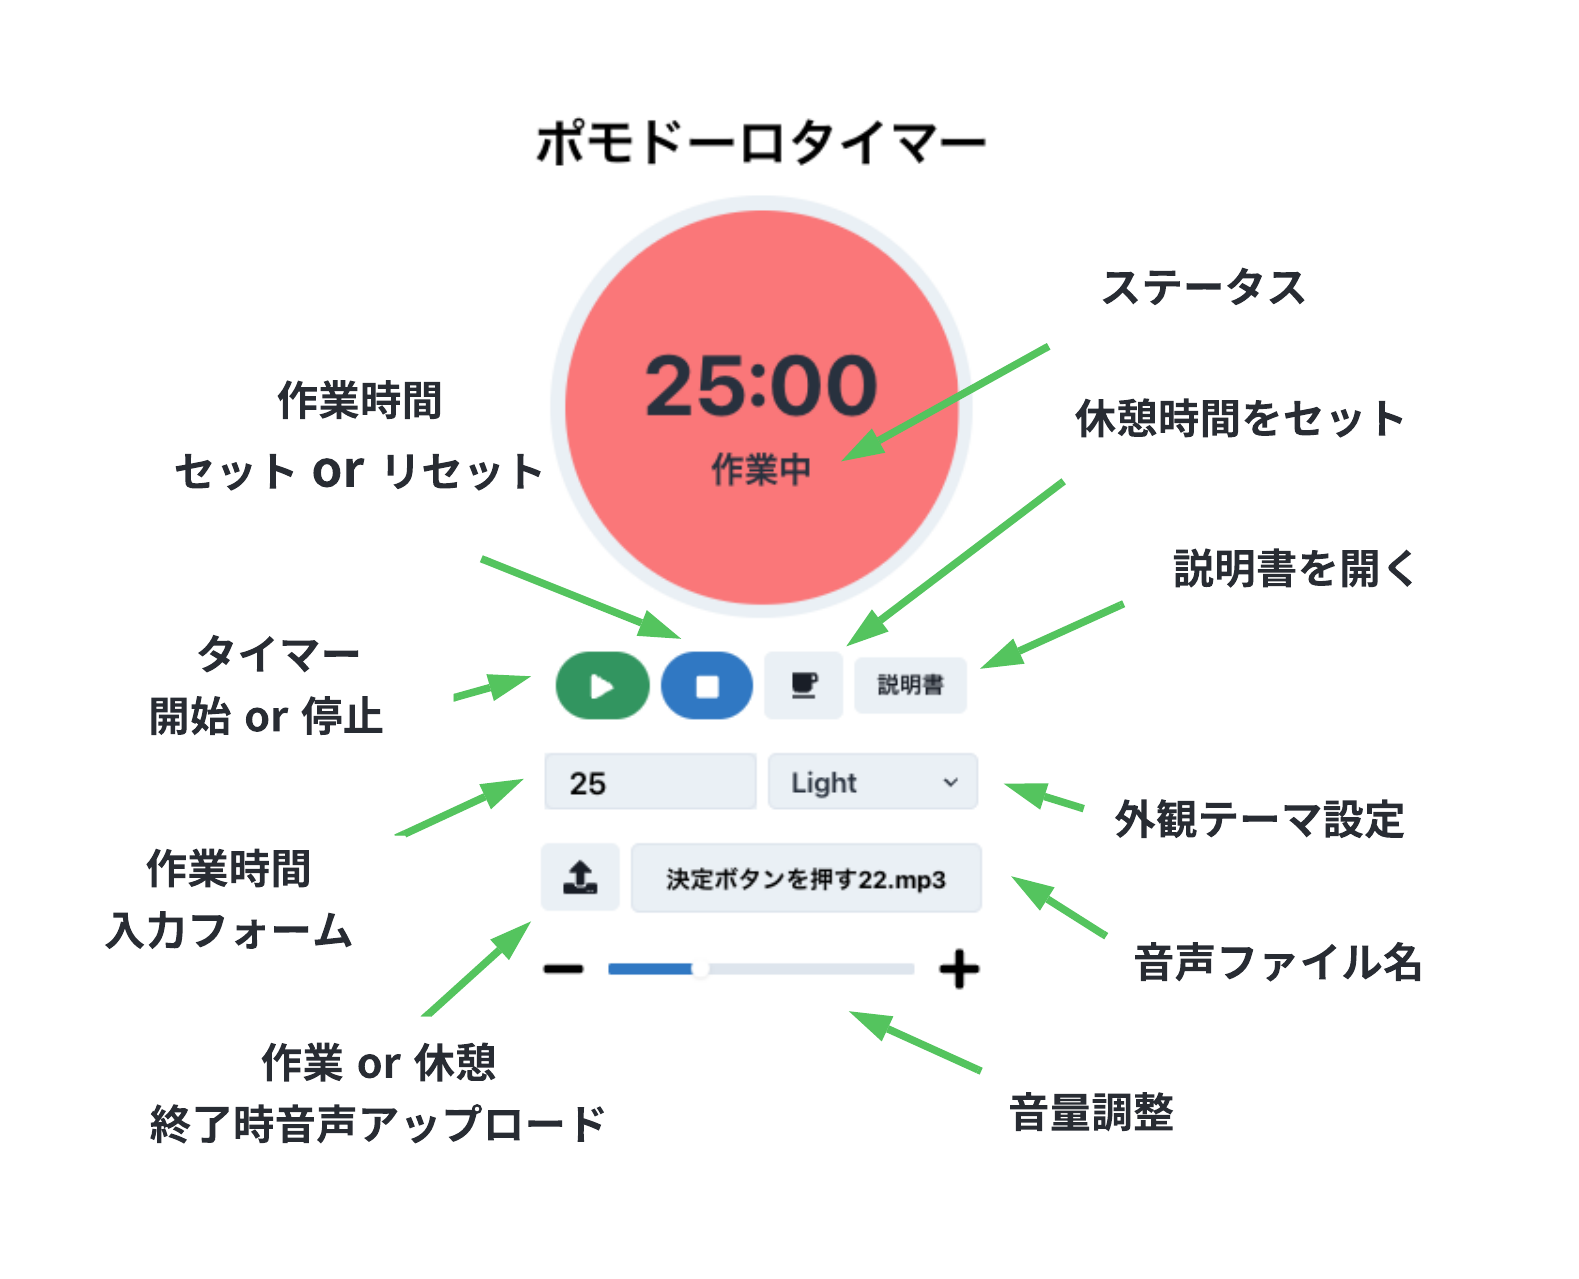 ポモドーロタイマー
25:00
作業中
ステータス
作業時間
セット or リセット
休憩時間をセット
説明書を開く
タイマー
開始 or 停止
説明書
25
Light
作業時間
入力フォーム
外観テーマ設定
決定ボタンを押す22.mp3
音声ファイル名
作業 or 休憩
終了時音声アップロード
音量調整